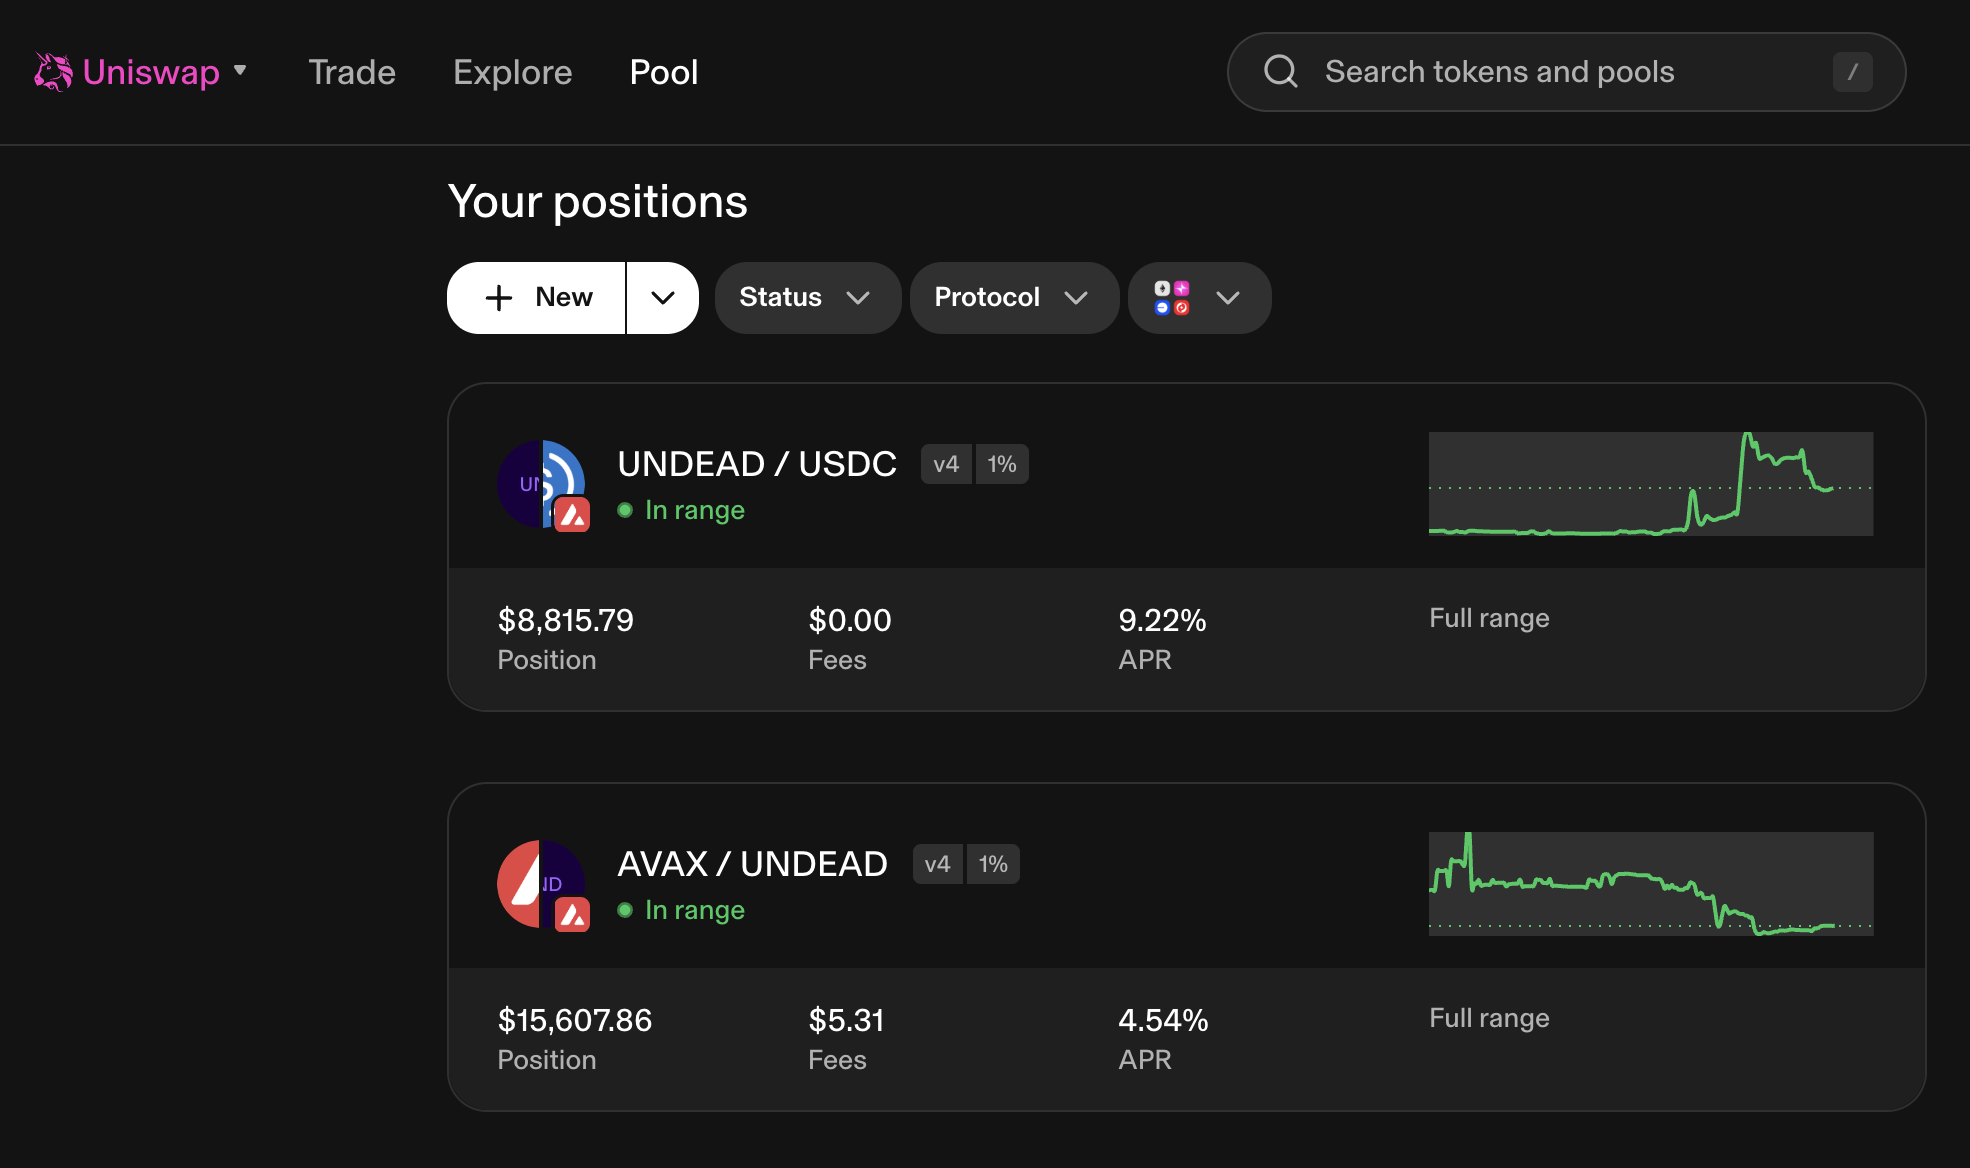 Uniswap Trade Explore Pool Search tokens and pools /
Your positions
New Status Protocol
UN
UNDEAD / USDC v4 1%
In range
$8,815.79 $0.00 9.22% Full range
Position Fees APR
ND
AVAX / UNDEAD v4 1%
In range
$15,607.86 $5.31 4.54% Full range
Position Fees APR